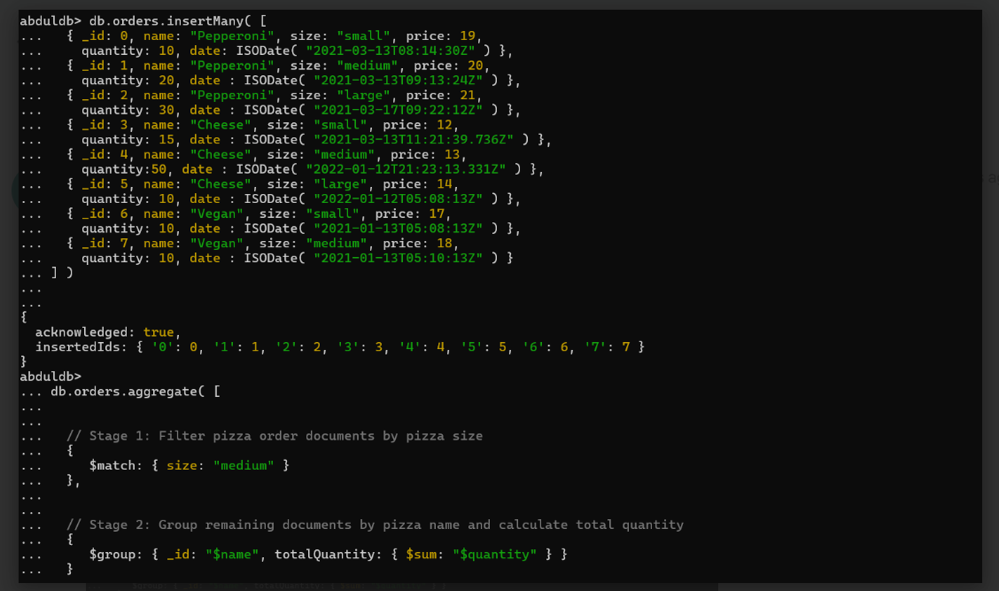 abduldb> db.orders.insertMany( [
...    { _id: 0, name: "Pepperoni", size: "small", price: 19,
...      quantity: 10, date: ISODate( "2021-03-13T08:14:30Z" ) },
...    { _id: 1, name: "Pepperoni", size: "medium", price: 20,
...      quantity: 20, date : ISODate( "2021-03-13T09:13:24Z" ) },
...    { _id: 2, name: "Pepperoni", size: "large", price: 21,
...      quantity: 30, date : ISODate( "2021-03-17T09:22:12Z" ) },
...    { _id: 3, name: "Cheese", size: "small", price: 12,
...      quantity: 15, date : ISODate( "2021-03-13T11:21:39.736Z" ) },
...    { _id: 4, name: "Cheese", size: "medium", price: 13,
...      quantity:50, date : ISODate( "2022-01-12T21:23:13.331Z" ) },
...    { _id: 5, name: "Cheese", size: "large", price: 14,
...      quantity: 10, date : ISODate( "2022-01-12T05:08:13Z" ) },
...    { _id: 6, name: "Vegan", size: "small", price: 17,
...      quantity: 10, date : ISODate( "2021-01-13T05:08:13Z" ) },
...    { _id: 7, name: "Vegan", size: "medium", price: 18,
...      quantity: 10, date : ISODate( "2021-01-13T05:10:13Z" ) }
... ] )
...
...
{
  acknowledged: true,
  insertedIds: { '0': 0, '1': 1, '2': 2, '3': 3, '4': 4, '5': 5, '6': 6, '7': 7 }
}
abduldb>
... db.orders.aggregate( [
...
...
...    // Stage 1: Filter pizza order documents by pizza size
...    {
...       $match: { size: "medium" }
...    },
...
...
...    // Stage 2: Group remaining documents by pizza name and calculate total quantity
...    {
...       $group: { _id: "$name", totalQuantity: { $sum: "$quantity" } }
...    }